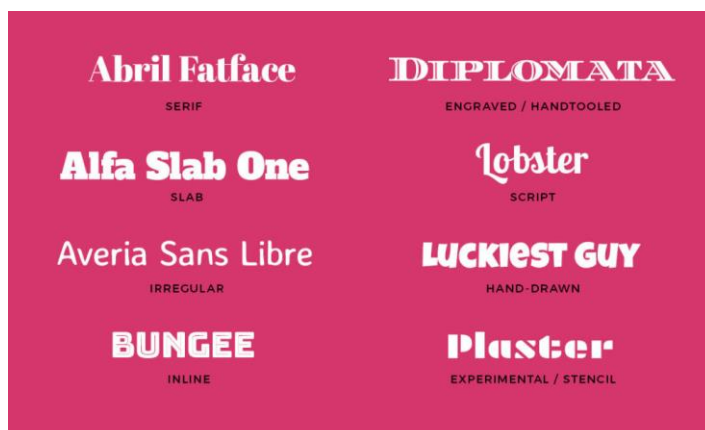 Abril Fatface
SERIF
DIPLOMATA
ENGRAVED / HANDTOOLED
Alfa Slab One
SLAB
Lobster
SCRIPT
Averia Sans Libre
IRREGULAR
LUCKIEST GUY
HAND-DRAWN
BUNGEE
INLINE
Plaster
EXPERIMENTAL / STENCIL